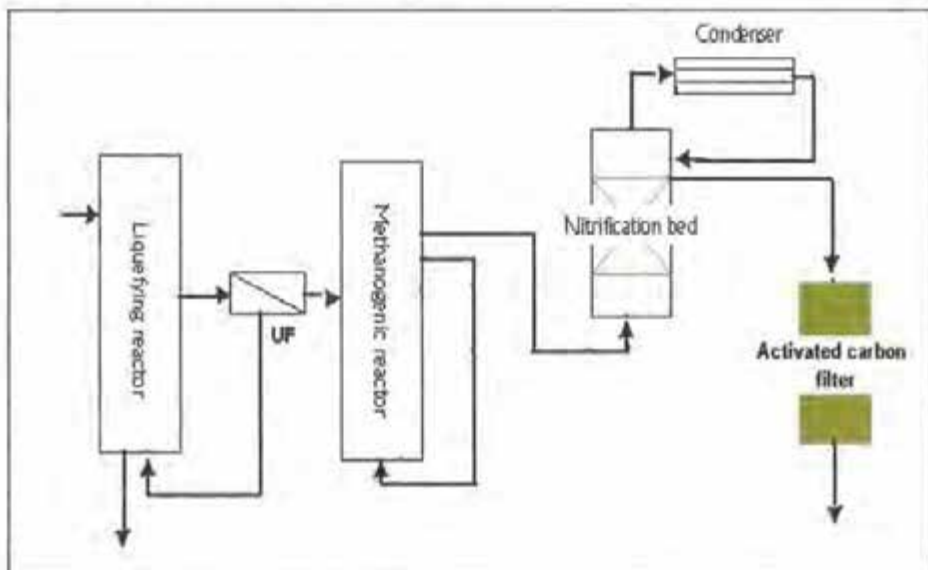 Condenser
Liquefying reactor
Methanogenic reactor
Nitrification bed
UF
Activated carbon
filter